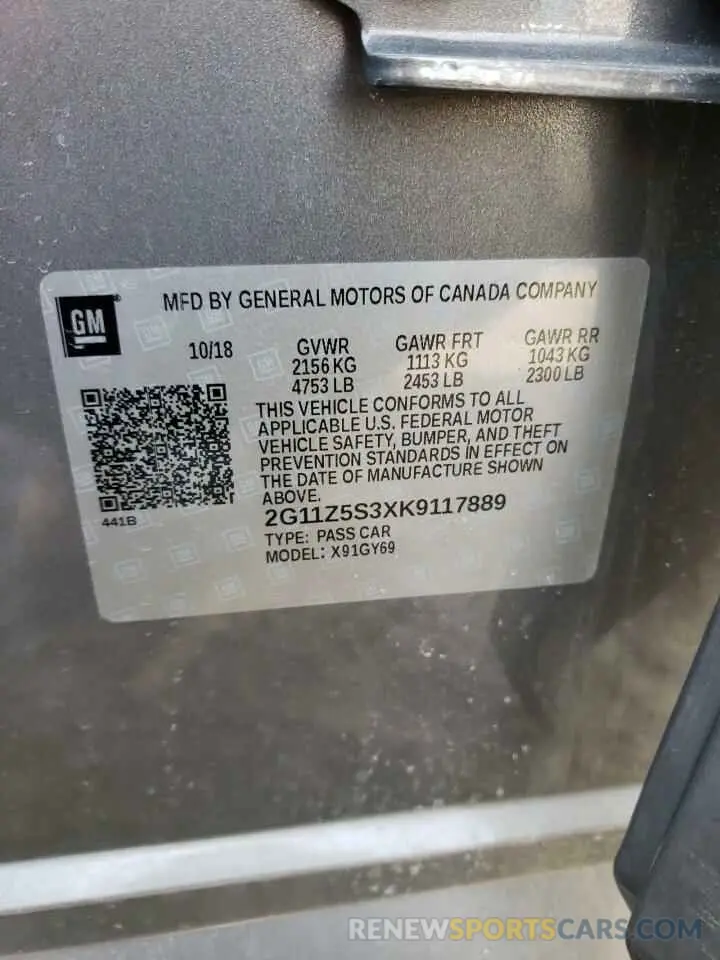 GM
MFD BY GENERAL MOTORS OF CANADA COMPANY
10/18 GVWR GAWR FRT GAWR RR
2156 KG 1113 KG 1043 KG
4753 LB 2453 LB 2300 LB
THIS VEHICLE CONFORMS TO ALL
APPLICABLE U.S. FEDERAL MOTOR
VEHICLE SAFETY, BUMPER, AND THEFT
PREVENTION STANDARDS IN EFFECT ON
THE DATE OF MANUFACTURE SHOWN
ABOVE.
441B
2G11Z5S3XK9117889
TYPE: PASS CAR
MODEL: X91GY69
RENEWSPORTSCARS.COM